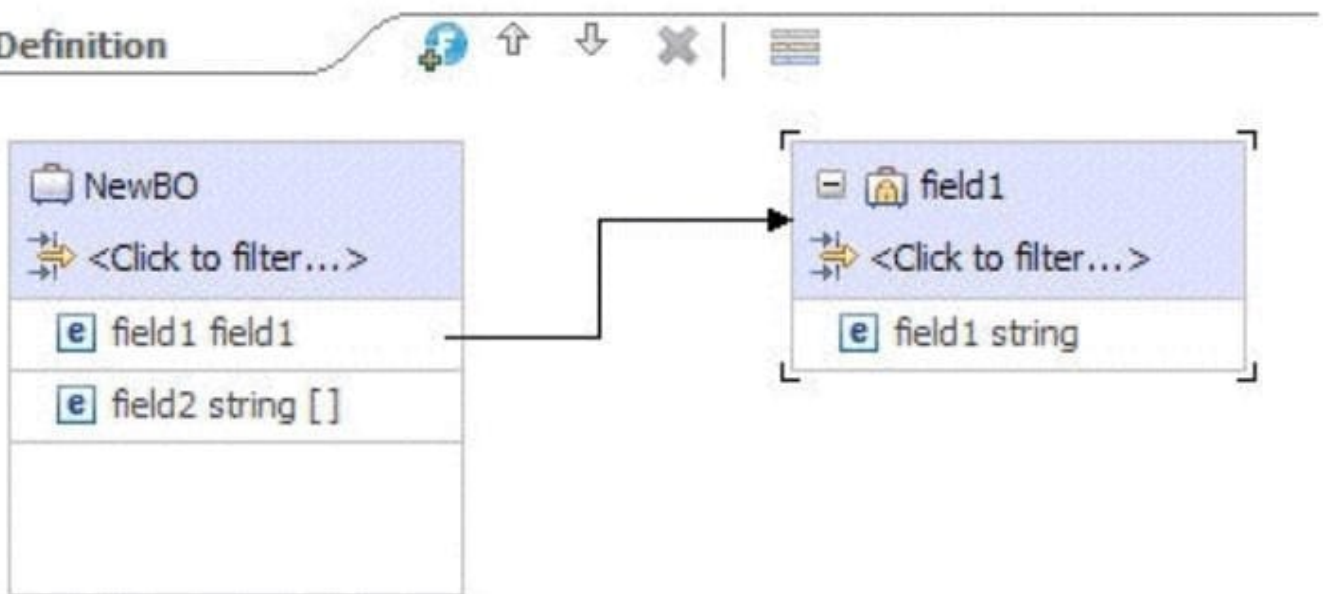 Definition
NewBO
<Click to filter...>
e field1 field1
e field2 string []
field1
<Click to filter...>
e field1 string